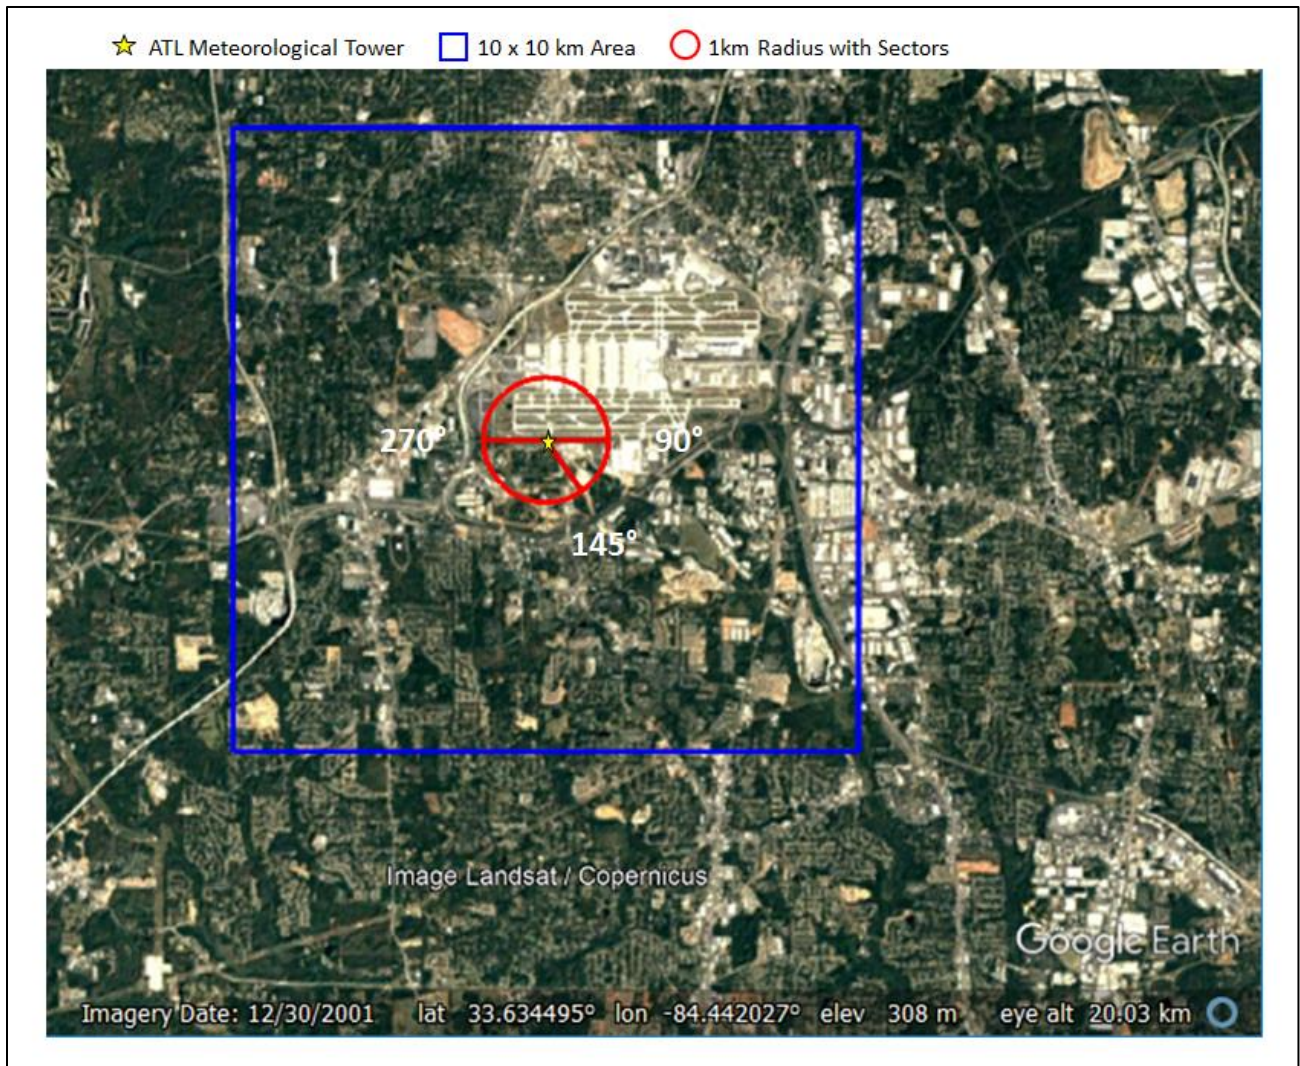 ATL Meteorological Tower 10 x 10 km Area 1km Radius with Sectors
270° 90°
145°
Image Landsat / Copernicus
Google Earth
Imagery Date: 12/30/2001 lat 33.634495° lon -84.442027° elev 308 m eye alt 20.03 km